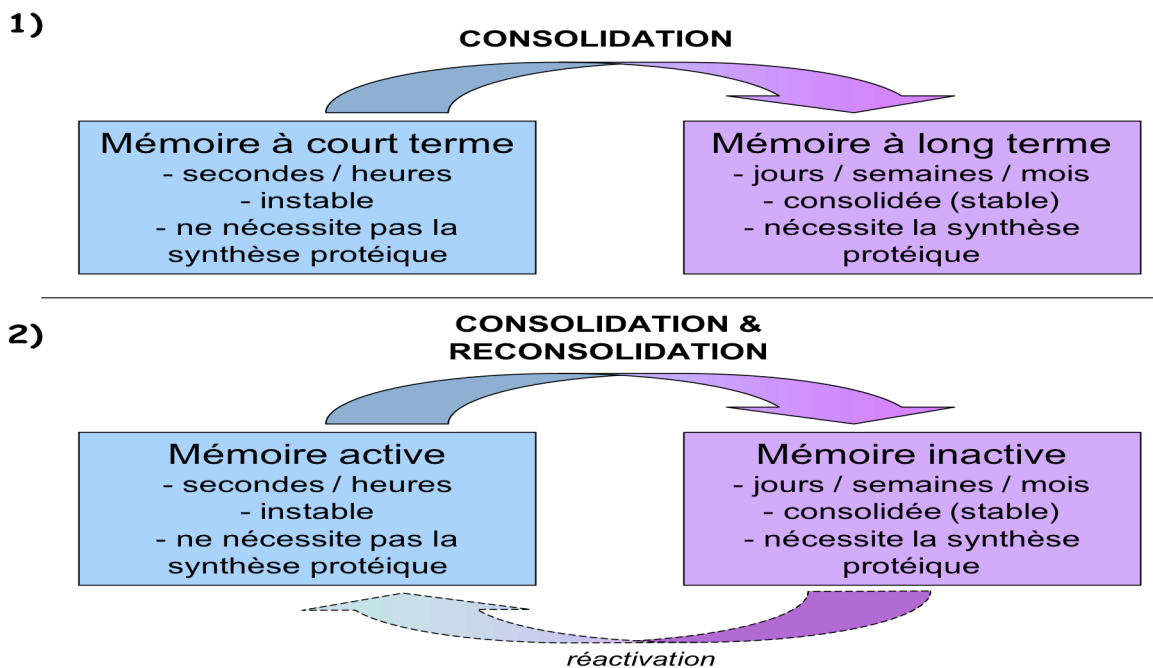 1)
CONSOLIDATION
Mémoire à court terme
- secondes / heures
- instable
- ne nécessite pas la
synthèse protéique
Mémoire à long terme
- jours / semaines / mois
- consolidée (stable)
- nécessite la synthèse
protéique
2)
CONSOLIDATION &
RECONSOLIDATION
Mémoire active
- secondes / heures
- instable
- ne nécessite pas la
synthèse protéique
Mémoire inactive
- jours / semaines / mois
- consolidée (stable)
- nécessite la synthèse
protéique
réactivation